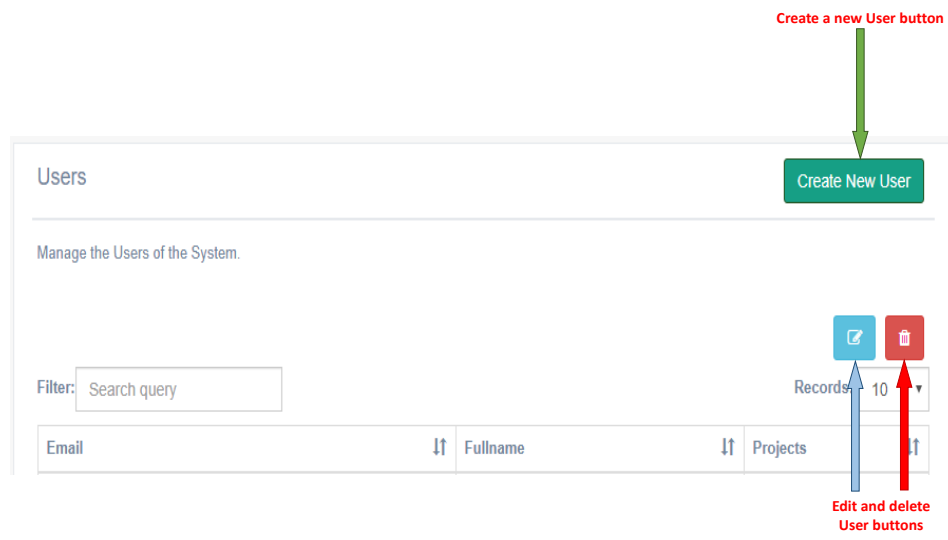 Create a new User button
Users
Create New User
Manage the Users of the System.
Filter:
Search query
Records
10
Email
Fullname
Projects
Edit and delete
User buttons